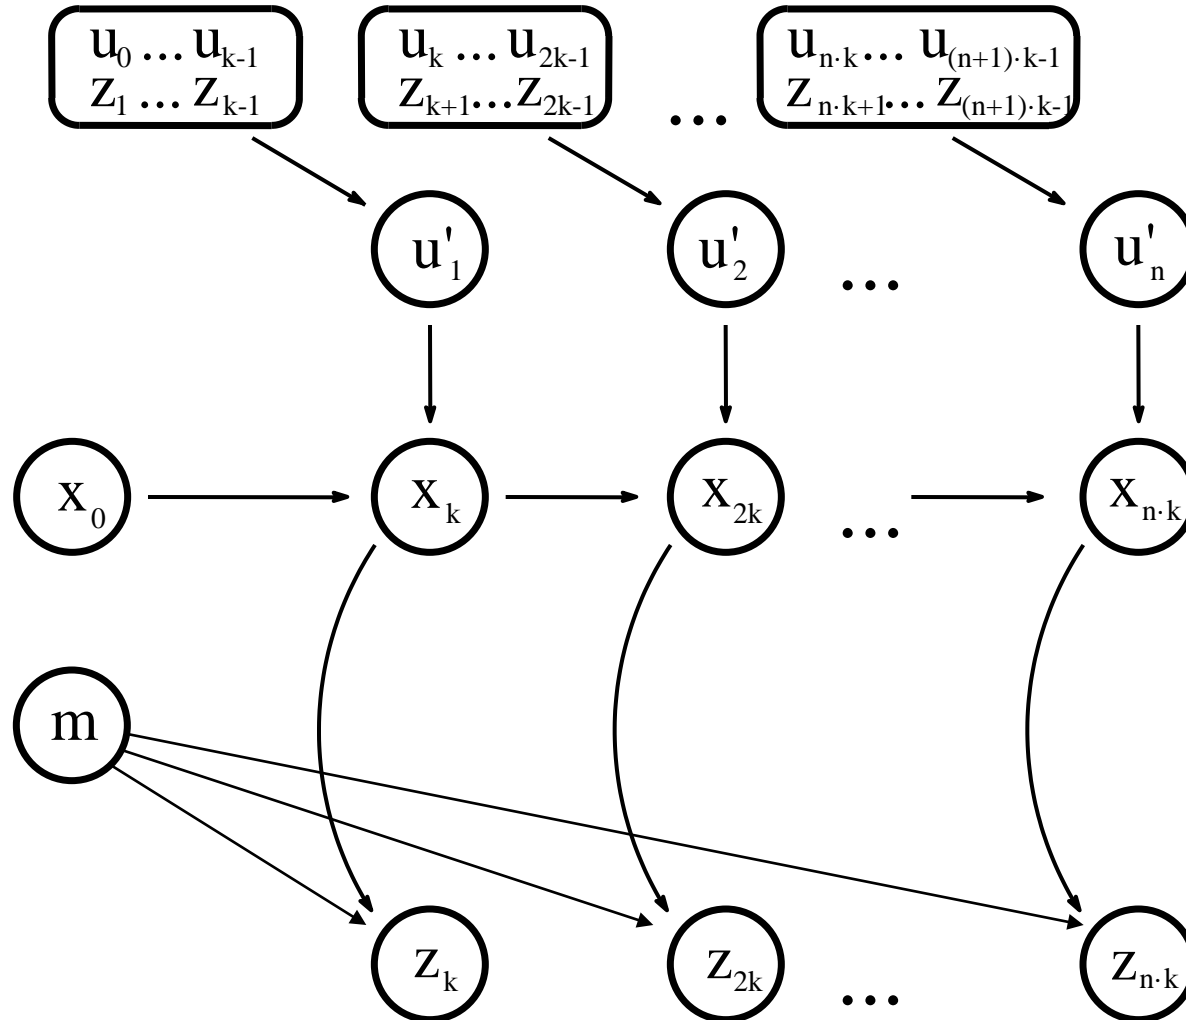 u₀ ... uₖ₋₁
z₁ ... zₖ₋₁
uₖ ... u₂ₖ₋₁
zₖ₊₁...z₂ₖ₋₁
...
uₙ.ₖ... u₍ₙ₊₁₎.ₖ₋₁
zₙ.ₖ₊₁... z₍ₙ₊₁₎.ₖ₋₁
u'₁
u'₂
...
u'ₙ
x₀
xₖ
x₂ₖ
...
xₙ.ₖ
m
zₖ
z₂ₖ
...
zₙ.ₖ